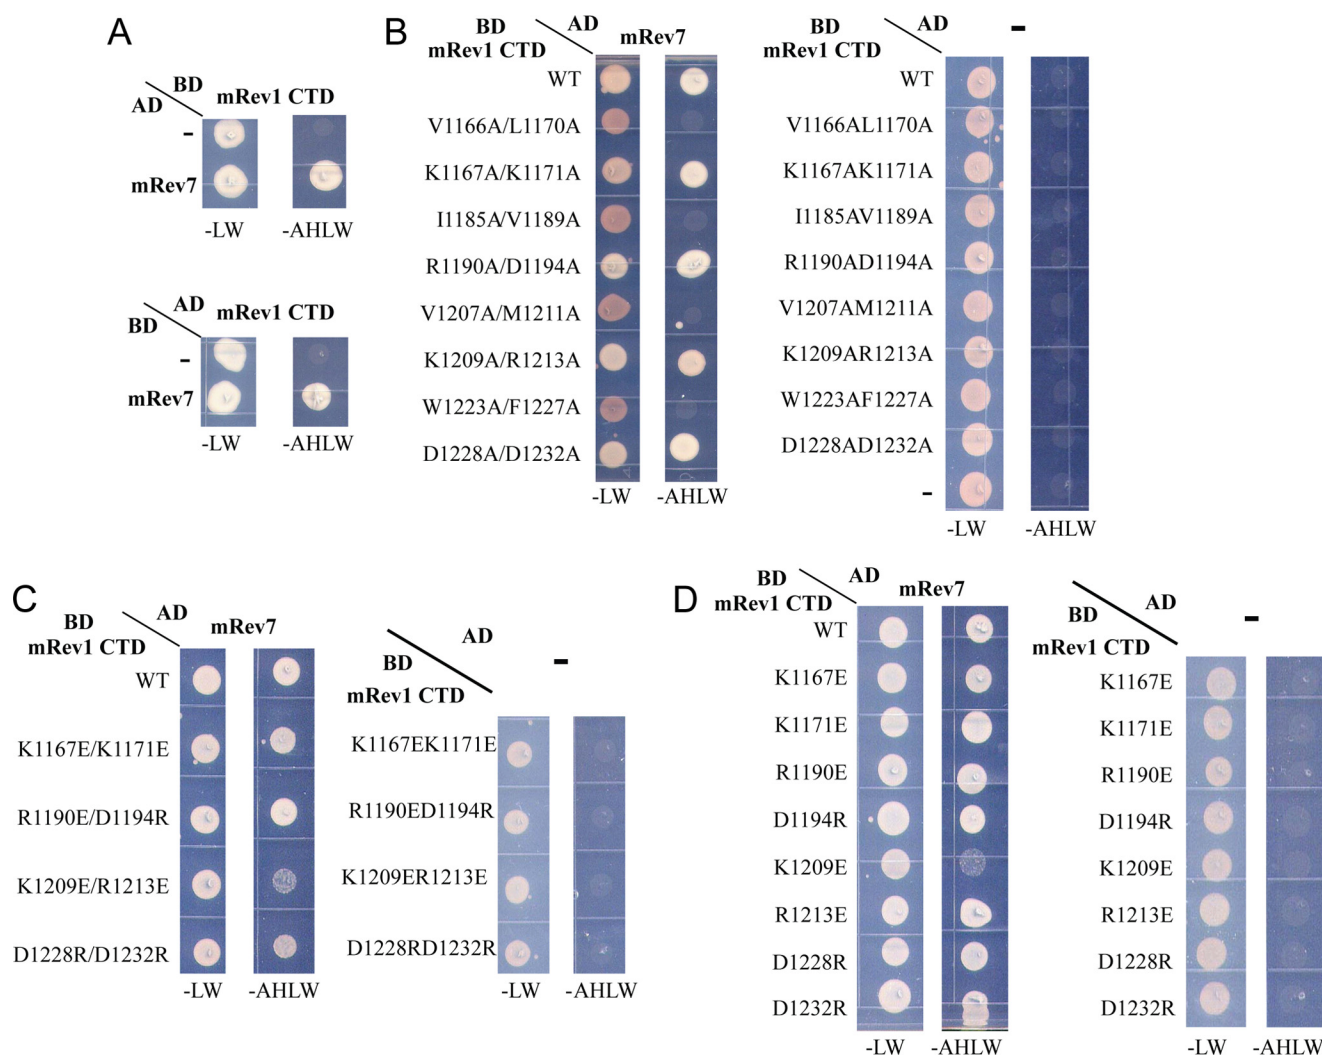 A
BD
AD
mRev1 CTD
-
mRev7
-LW
-AHLW
AD
BD
mRev1 CTD
-
mRev7
-LW
-AHLW
B
BD
AD
mRev1 CTD
mRev7
WT
V1166A/L1170A
K1167A/K1171A
I1185A/V1189A
R1190A/D1194A
V1207A/M1211A
K1209A/R1213A
W1223A/F1227A
D1228A/D1232A
-LW
-AHLW
BD
AD
mRev1 CTD
-
WT
V1166AL1170A
K1167AK1171A
I1185AV1189A
R1190AD1194A
V1207AM1211A
K1209AR1213A
W1223AF1227A
D1228AD1232A
-
-LW
-AHLW
C
BD
AD
mRev1 CTD
mRev7
WT
K1167E/K1171E
R1190E/D1194R
K1209E/R1213E
D1228R/D1232R
-LW
-AHLW
AD
BD
mRev1 CTD
-
K1167EK1171E
R1190ED1194R
K1209ER1213E
D1228RD1232R
-LW
-AHLW
D
BD
AD
mRev1 CTD
mRev7
WT
K1167E
K1171E
R1190E
D1194R
K1209E
R1213E
D1228R
D1232R
-LW
-AHLW
AD
BD
mRev1 CTD
-
K1167E
K1171E
R1190E
D1194R
K1209E
R1213E
D1228R
D1232R
-LW
-AHLW